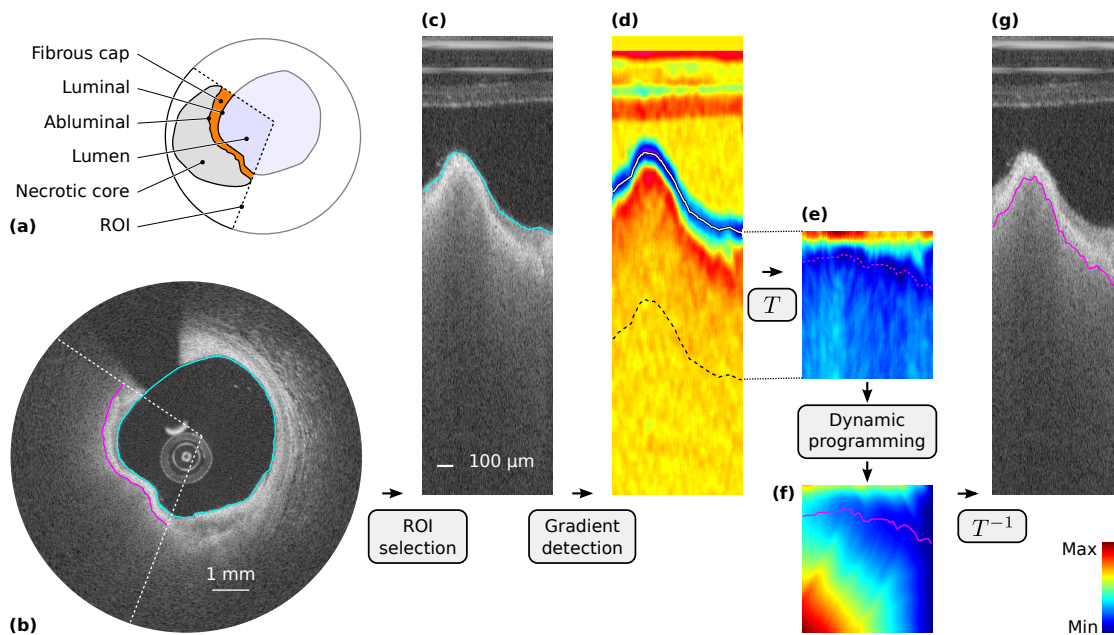 (a)
Fibrous cap
Luminal
Abluminal
Lumen
Necrotic core
ROI
(b)
1 mm
ROI
selection
(c)
100 µm
Gradient
detection
(d)
T
(e)
Dynamic
programming
(f)
T⁻¹
(g)
Max
Min